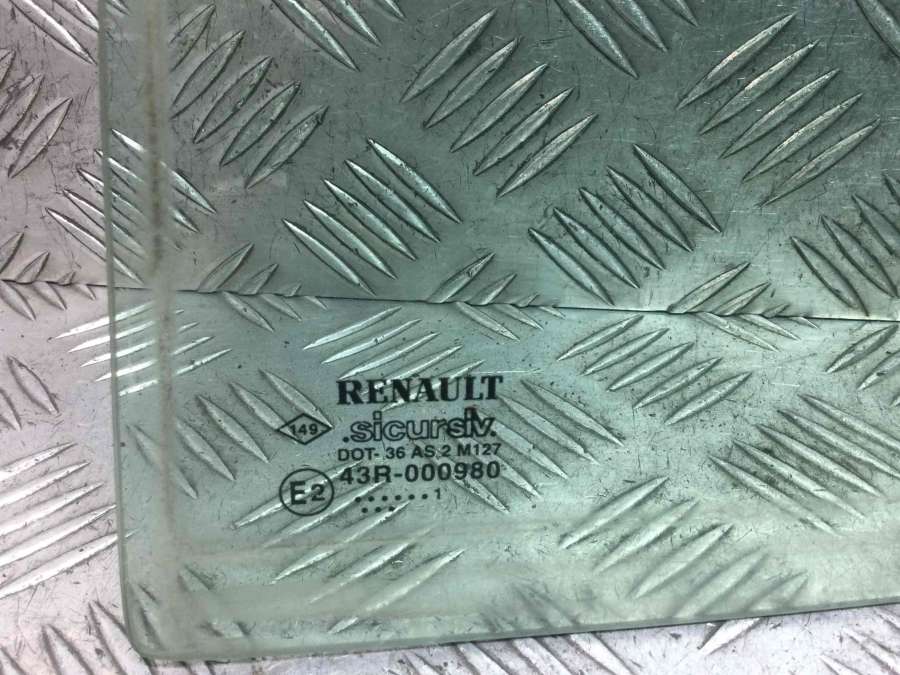 RENAULT
149
.sicursiv.
DOT- 36 AS 2 M127
E2
43R-000980
. . . . . . 1
. . . .